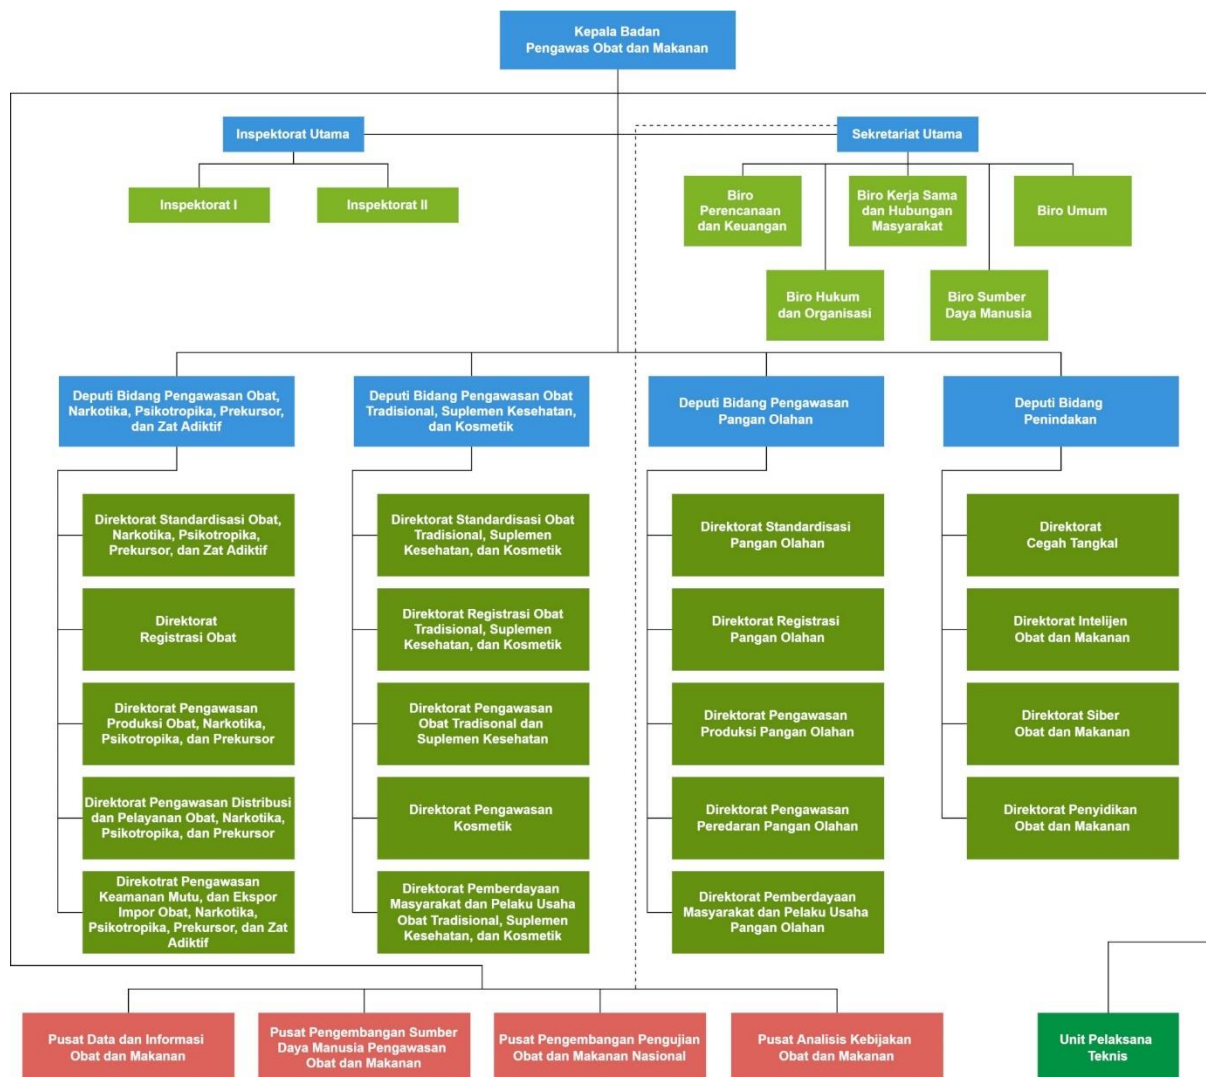 Kepala Badan
Pengawas Obat dan Makanan
Inspektorat Utama
Sekretariat Utama
Inspektorat I
Inspektorat II
Biro
Perencanaan
dan Keuangan
Biro Kerja Sama
dan Hubungan
Masyarakat
Biro Umum
Biro Hukum
dan Organisasi
Biro Sumber
Daya Manusia
Deputi Bidang Pengawasan Obat,
Narkotika, Psikotropika, Prekursor,
dan Zat Adiktif
Deputi Bidang Pengawasan Obat
Tradisional, Suplemen Kesehatan,
dan Kosmetik
Deputi Bidang Pengawasan
Pangan Olahan
Deputi Bidang
Penindakan
Direktorat Standardisasi Obat,
Narkotika, Psikotropika,
Prekursor, dan Zat Adiktif
Direktorat Standardisasi Obat
Tradisional, Suplemen
Kesehatan, dan Kosmetik
Direktorat Standardisasi
Pangan Olahan
Direktorat
Cegah Tangkal
Direktorat
Registrasi Obat
Direktorat Registrasi Obat
Tradisional, Suplemen
Kesehatan, dan Kosmetik
Direktorat Registrasi
Pangan Olahan
Direktorat Intelijen
Obat dan Makanan
Direktorat Pengawasan
Produksi Obat, Narkotika,
Psikotropika, dan Prekursor
Direktorat Pengawasan
Obat Tradisonal dan
Suplemen Kesehatan
Direktorat Pengawasan
Produksi Pangan Olahan
Direktorat Siber
Obat dan Makanan
Direktorat Pengawasan Distribusi
dan Pelayanan Obat, Narkotika,
Psikotropika, dan Prekursor
Direktorat Pengawasan
Kosmetik
Direktorat Pengawasan
Peredaran Pangan Olahan
Direktorat Penyidikan
Obat dan Makanan
Direkotrat Pengawasan
Keamanan Mutu, dan Ekspor
Impor Obat, Narkotika,
Psikotropika, Prekursor, dan Zat
Adiktif
Direktorat Pemberdayaan
Masyarakat dan Pelaku Usaha
Obat Tradisional, Suplemen
Kesehatan, dan Kosmetik
Direktorat Pemberdayaan
Masyarakat dan Pelaku Usaha
Pangan Olahan
Pusat Data dan Informasi
Obat dan Makanan
Pusat Pengembangan Sumber
Daya Manusia Pengawasan
Obat dan Makanan
Pusat Pengembangan Pengujian
Obat dan Makanan Nasional
Pusat Analisis Kebijakan
Obat dan Makanan
Unit Pelaksana
Teknis